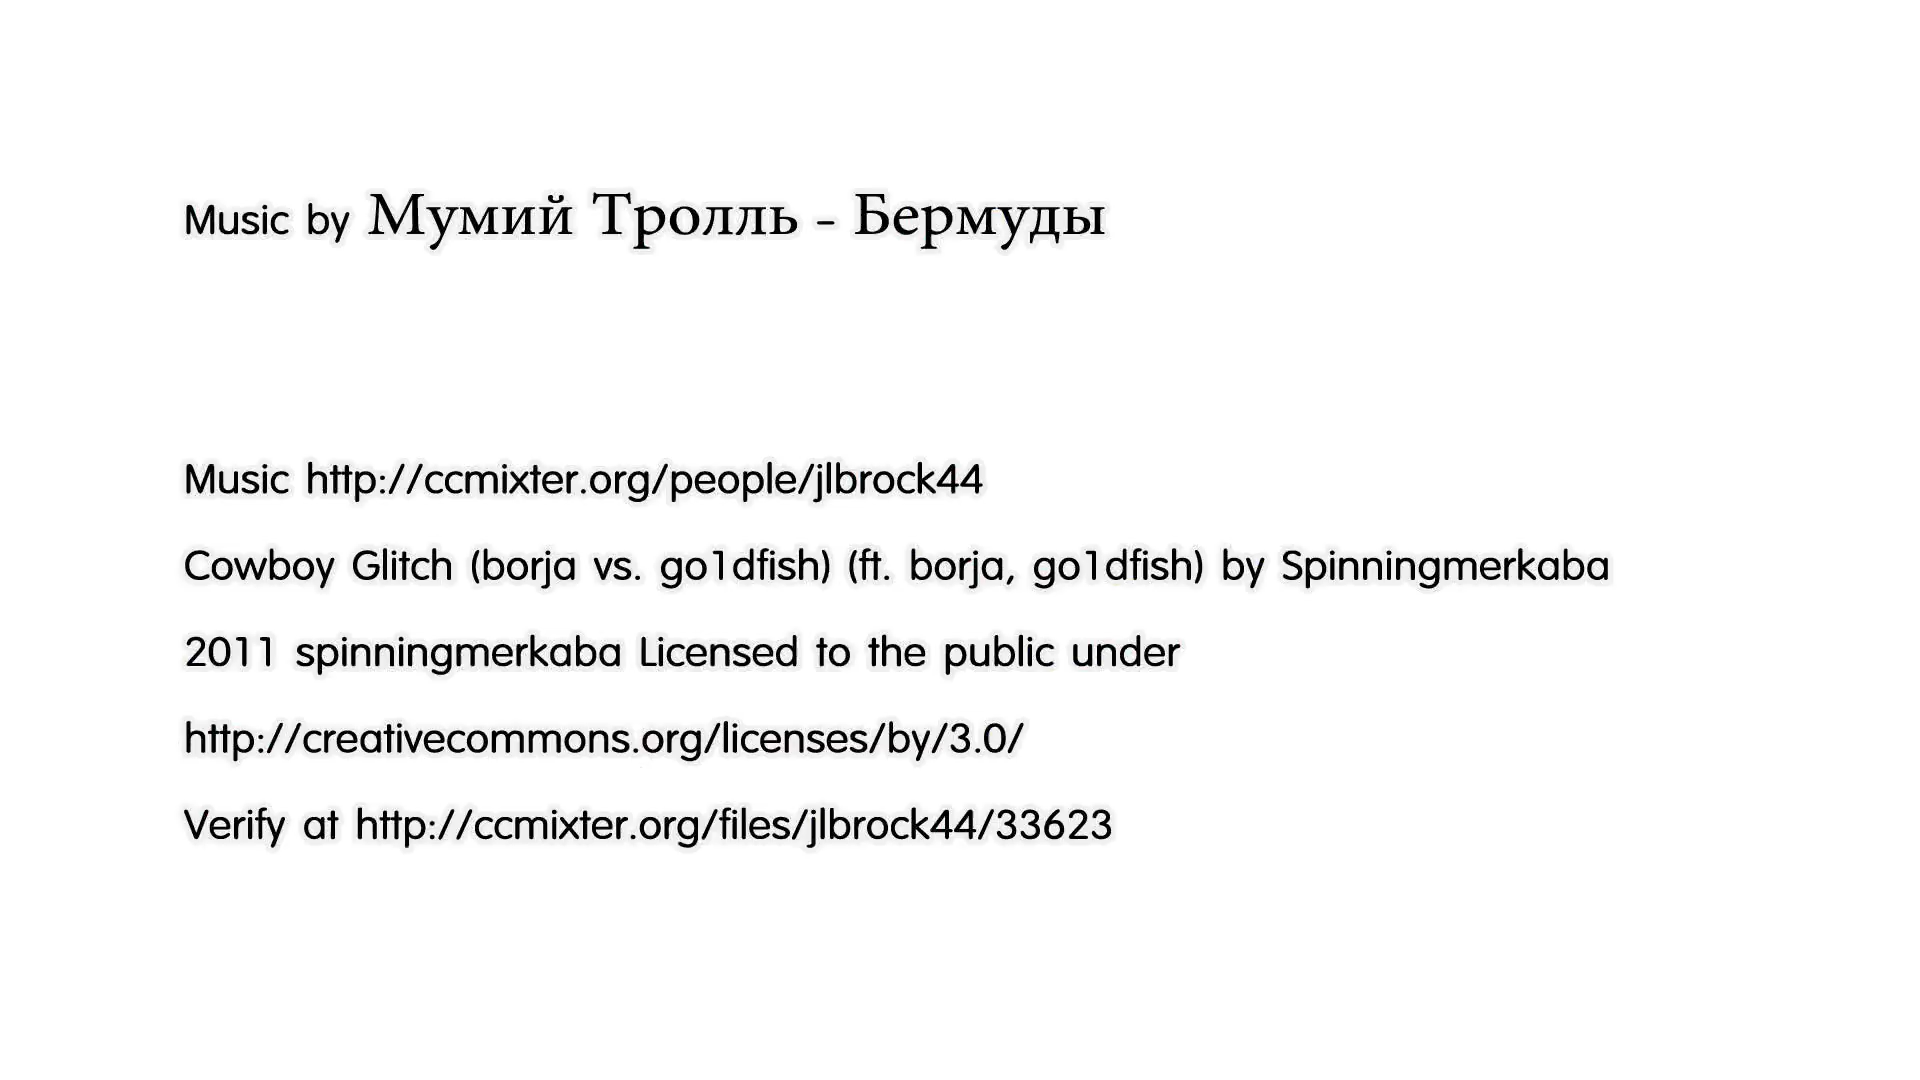 Music by Мумий Тролль - Бермуды
Music http://ccmixter.org/people/jlbrock44
Cowboy Glitch (borja vs. go1dfish) (ft. borja, go1dfish) by Spinningmerkaba
2011 spinningmerkaba Licensed to the public under
http://creativecommons.org/licenses/by/3.0/
Verify at http://ccmixter.org/files/jlbrock44/33623